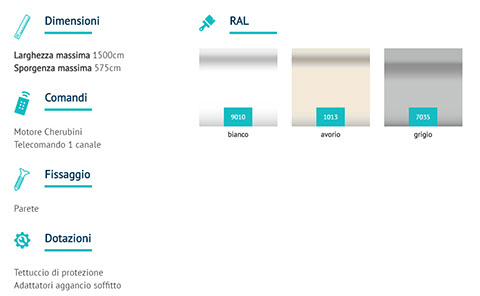 Dimensioni
Larghezza massima 1500cm
Sporgenza massima 575cm
Comandi
Motore Cherubini
Telecomando 1 canale
Fissaggio
Parete
Dotazioni
Tettuccio di protezione
Adattatori aggancio soffitto
RAL
9010 1013 7035
bianco avorio grigio